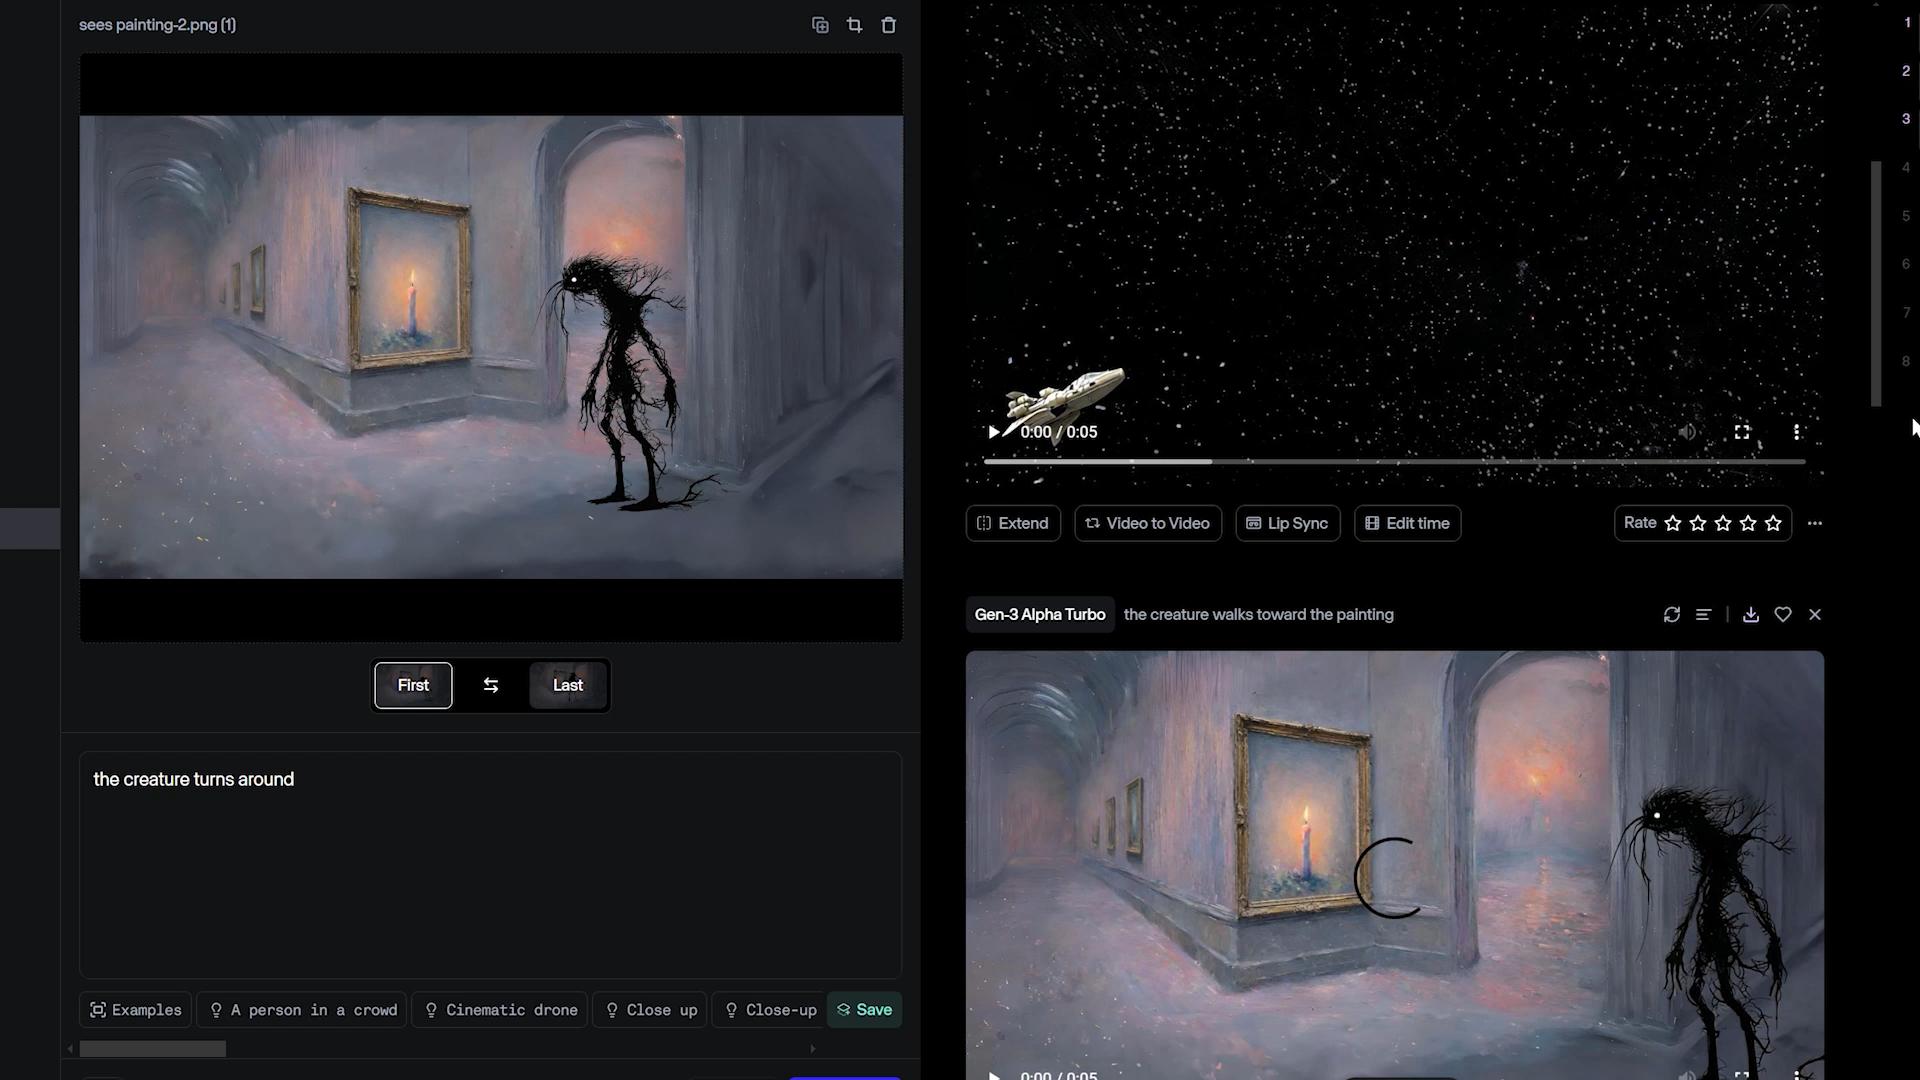 sees painting-2.png (1)
First
Last
the creature turns around
Examples
A person in a crowd
Cinematic drone
Close up
Close-up
Save
0:00 / 0:05
Extend
Video to Video
Lip Sync
Edit time
Rate
Gen-3 Alpha Turbo
the creature walks toward the painting
0:00 / 0:05
1
2
3
4
5
6
7
8